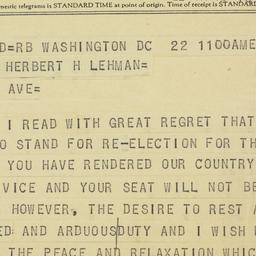 mestic telegrams is STANDARD TIME at point of origin. Time of receipt is STANDARD
D=RB WASHINGTON DC 22 1100AME
HERBERT H LEHMAN=
AVE=
I READ WITH GREAT REGRET THAT
O STAND FOR RE-ELECTION FOR TH
YOU HAVE RENDERED OUR COUNTRY
VICE AND YOUR SEAT WILL NOT BE
HOWEVER, THE DESIRE TO REST A
ED AND ARDUOUS DUTY AND I WISH
THE PEACE AND RELAXATION WHIC